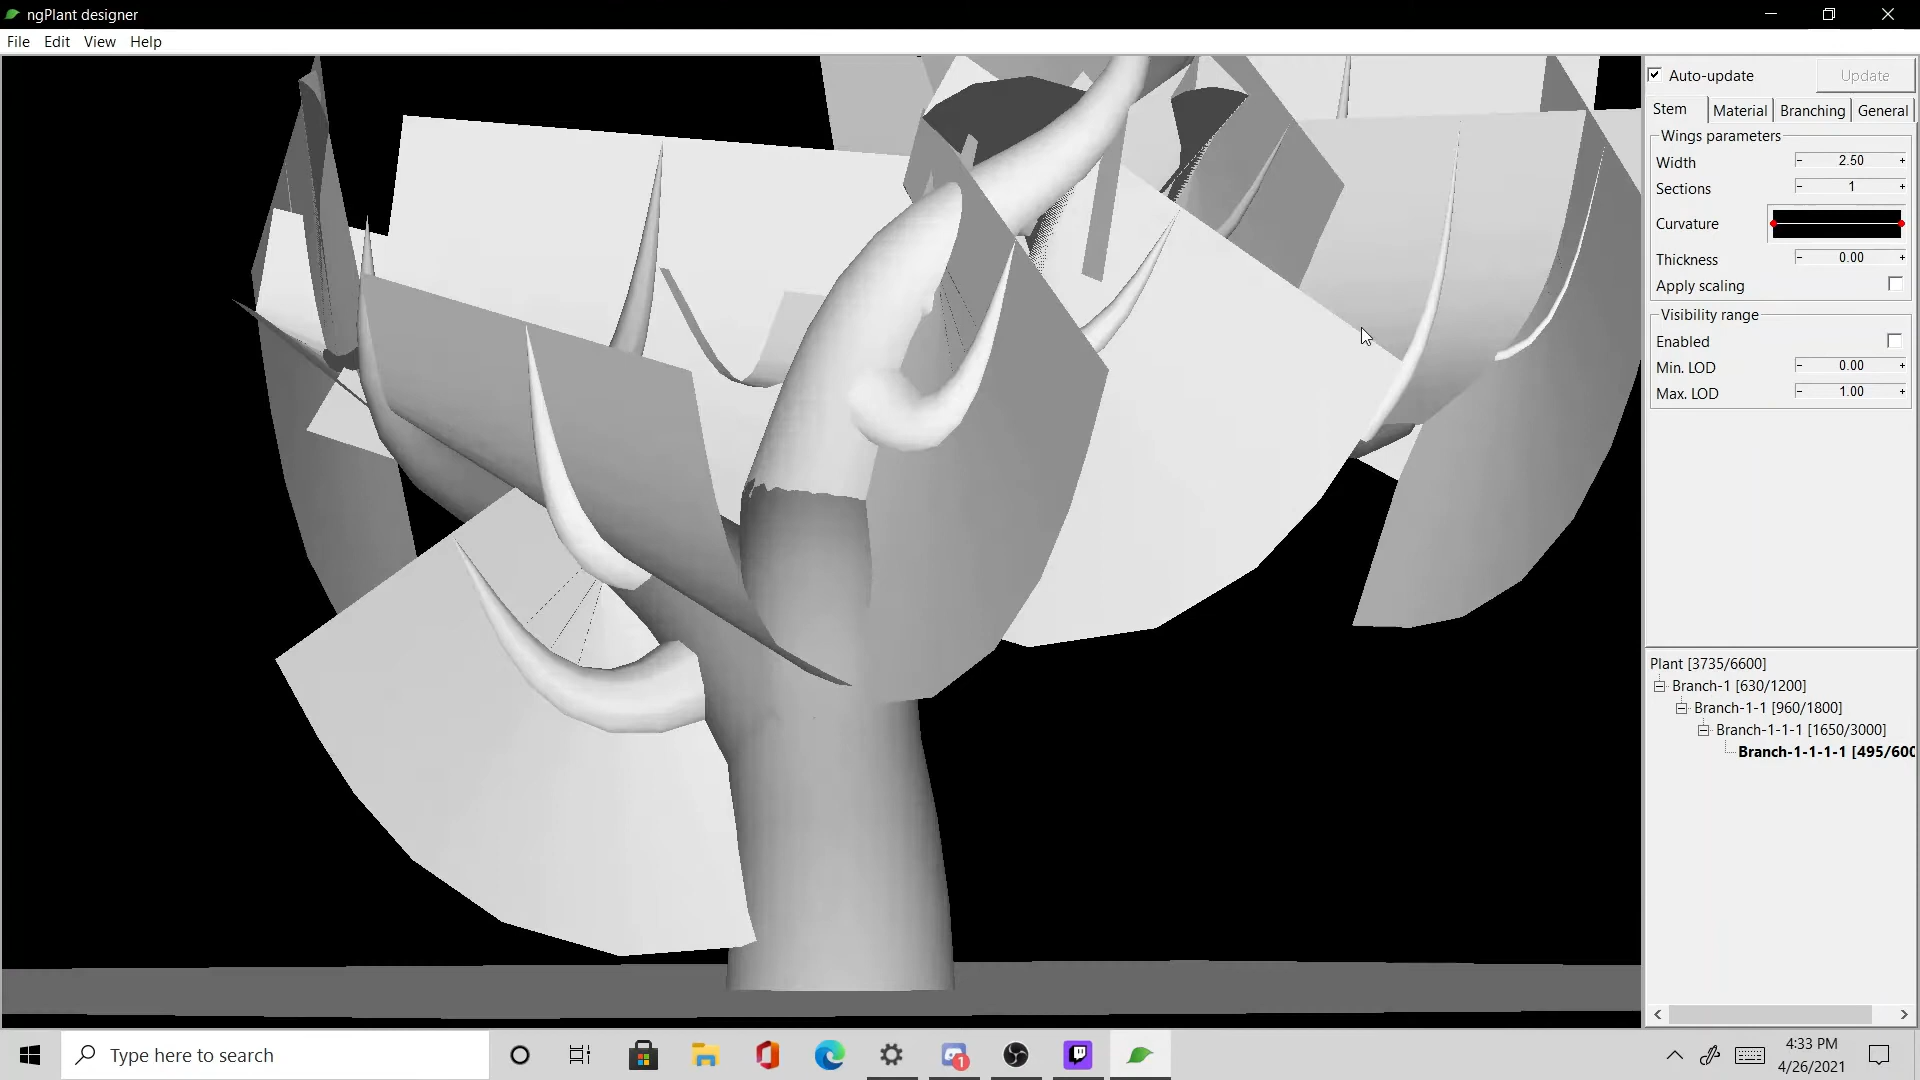 ngPlant designer
File Edit View Help
Auto-update Update
Stem Material Branching General
Wings parameters
Width - 2.50 +
Sections - 1 +
Curvature
Thickness - 0.00 +
Apply scaling
Visibility range
Enabled
Min. LOD - 0.00 +
Max. LOD - 1.00 +
Plant [3735/6600]
Branch-1 [630/1200]
Branch-1-1 [960/1800]
Branch-1-1-1 [1650/3000]
Branch-1-1-1-1 [495/600
Type here to search
1
4:33 PM
4/26/2021